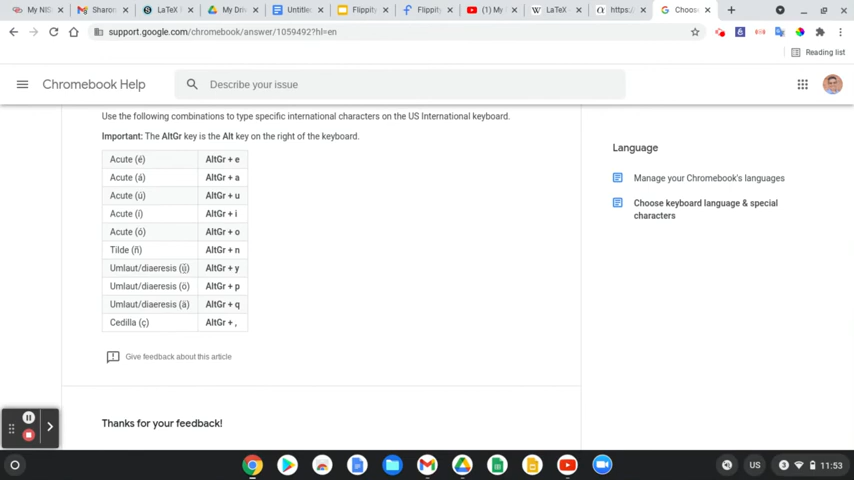 My NIS
Sharon
LaTeX
My Driv
Untitled
Flippity
Flippity
(1) My
LaTeX -
https:/
Choose
support.google.com/chromebook/answer/1059492?hl=en
Reading list
Chromebook Help
Describe your issue
Use the following combinations to type specific international characters on the US International keyboard.
Important: The AltGr key is the Alt key on the right of the keyboard.
Acute (é) AltGr + e
Acute (á) AltGr + a
Acute (ú) AltGr + u
Acute (í) AltGr + i
Acute (ó) AltGr + o
Tilde (ñ) AltGr + n
Umlaut/diaeresis (ü) AltGr + y
Umlaut/diaeresis (ö) AltGr + p
Umlaut/diaeresis (ä) AltGr + q
Cedilla (ç) AltGr + ,
Give feedback about this article
Thanks for your feedback!
Language
Manage your Chromebook's languages
Choose keyboard language & special
characters
US
3
11:53